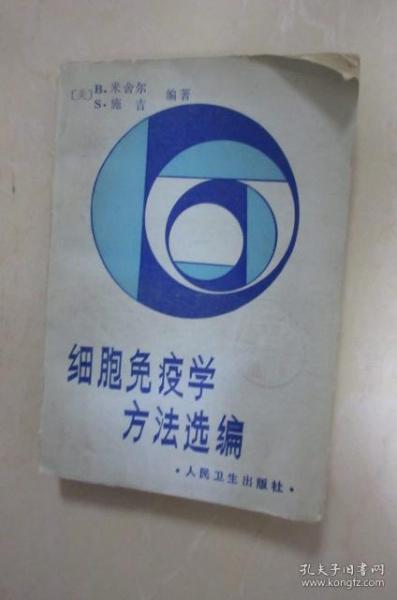 [美] B.米舍尔 编著
S.施吉
细胞免疫学
方法选编
·人民卫生出版社·
孔夫子旧书网
www.kongfz.com